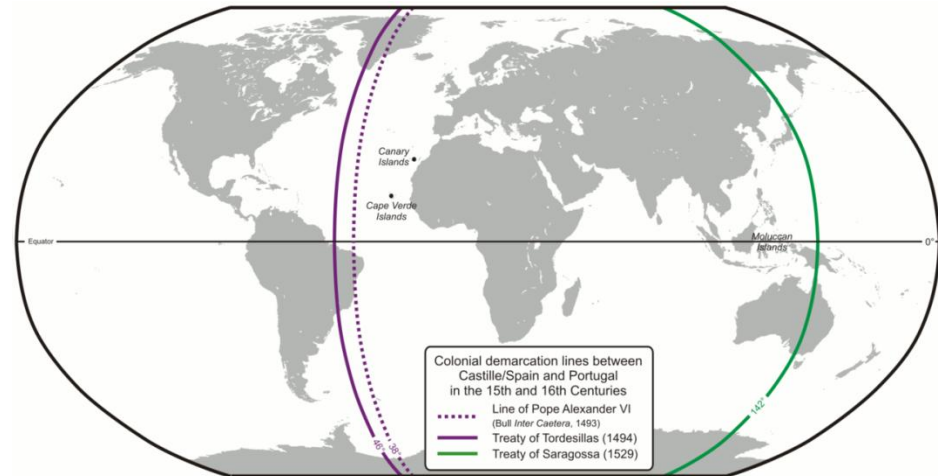 Canary
Islands
Cape Verde
Islands
Equator
Moluccan
Islands
0°
Colonial demarcation lines between
Castille/Spain and Portugal
in the 15th and 16th Centuries
Line of Pope Alexander VI
(Bull Inter Caetera, 1493)
Treaty of Tordesillas (1494)
Treaty of Saragossa (1529)
46°
38°
142°